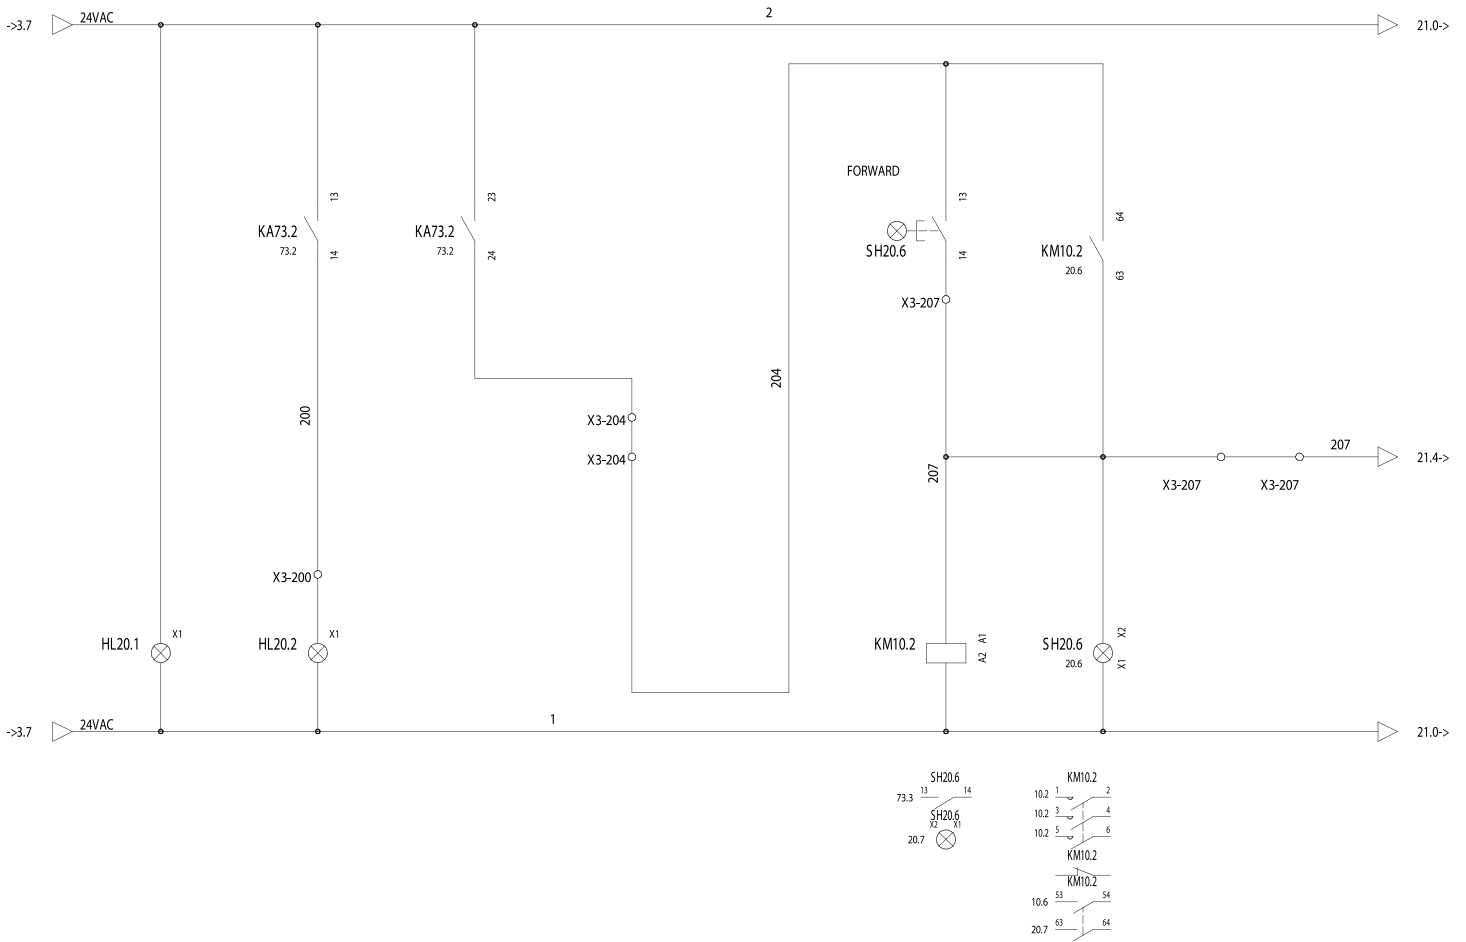 2
->3.7 24VAC 21.0->
FORWARD
13 23 13 64
KA73.2 KA73.2 SH20.6 KM10.2
73.2 73.2 20.6
14 24 14 63
X3-207
204
200
X3-204
X3-204
207
207 21.4->
X3-207 X3-207
X3-200
HL20.1 X1 HL20.2 X1 KM10.2 A1 A2 SH20.6 X2 X1
20.6
1
->3.7 24VAC 21.0->
SH20.6 KM10.2
73.3 13 14 10.2 1 2
SH20.6 10.2 3 4
X2 X1 10.2 5 6
20.7
KM10.2
KM10.2
10.6 53 54
20.7 63 64